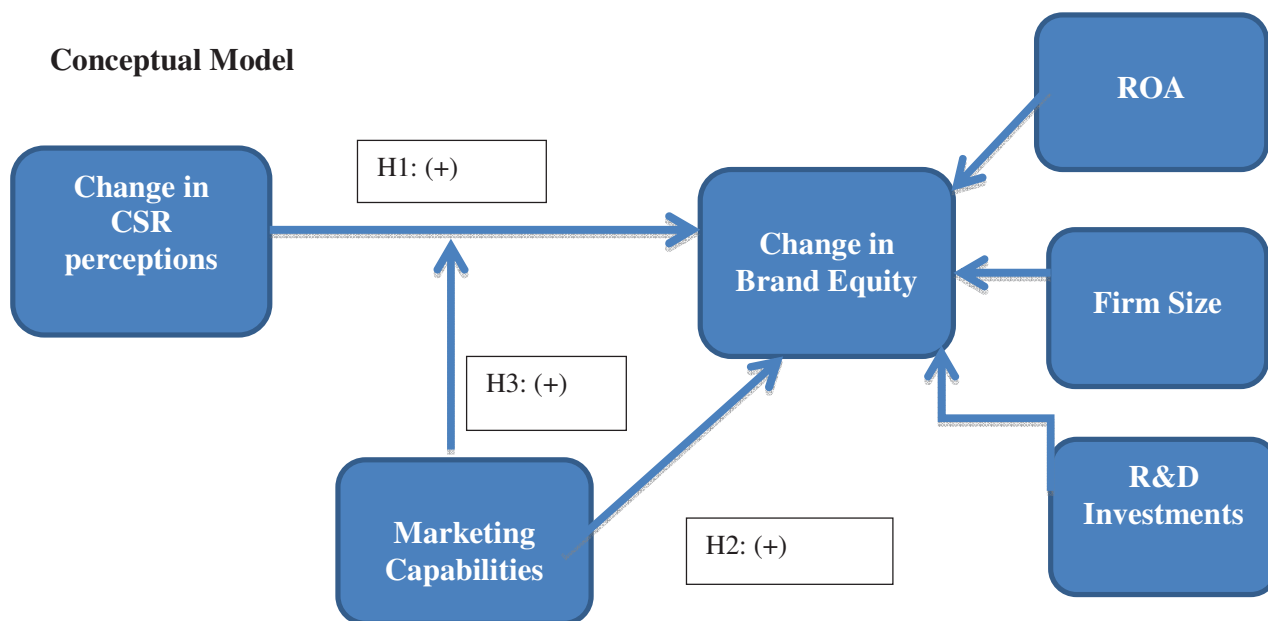 Conceptual Model
ROA
H1: (+)
Change in
CSR
perceptions
Change in
Brand Equity
Firm Size
H3: (+)
R&D
Investments
Marketing
Capabilities
H2: (+)